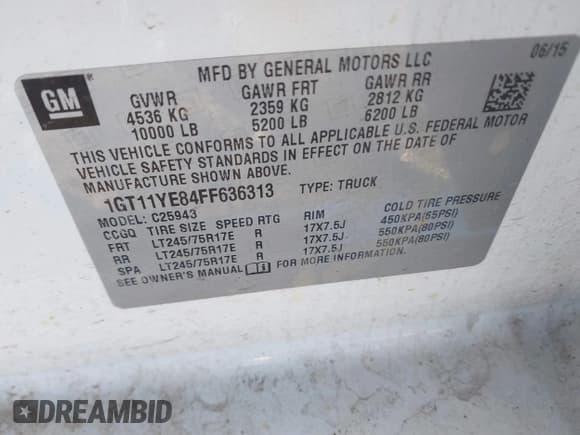 06/15
GM ®
MFD BY GENERAL MOTORS LLC
GVWR GAWR FRT GAWR RR
4536 KG 2359 KG 2812 KG
10000 LB 5200 LB 6200 LB
THIS VEHICLE CONFORMS TO ALL APPLICABLE U.S. FEDERAL MOTOR
VEHICLE SAFETY STANDARDS IN EFFECT ON THE DATE OF
MANUFACTURE SHOWN ABOVE.
1GT11YE84FF636313 TYPE: TRUCK
MODEL: C25943
CCGQ TIRE SIZE SPEED RTG RIM COLD TIRE PRESSURE
FRT LT245/75R17E R 17X7.5J 450KPA(65PSI)
RR LT245/75R17E R 17X7.5J 550KPA(80PSI)
SPA LT245/75R17E R 17X7.5J 550KPA(80PSI)
SEE OWNER'S MANUAL FOR MORE INFORMATION.
DREAMBID